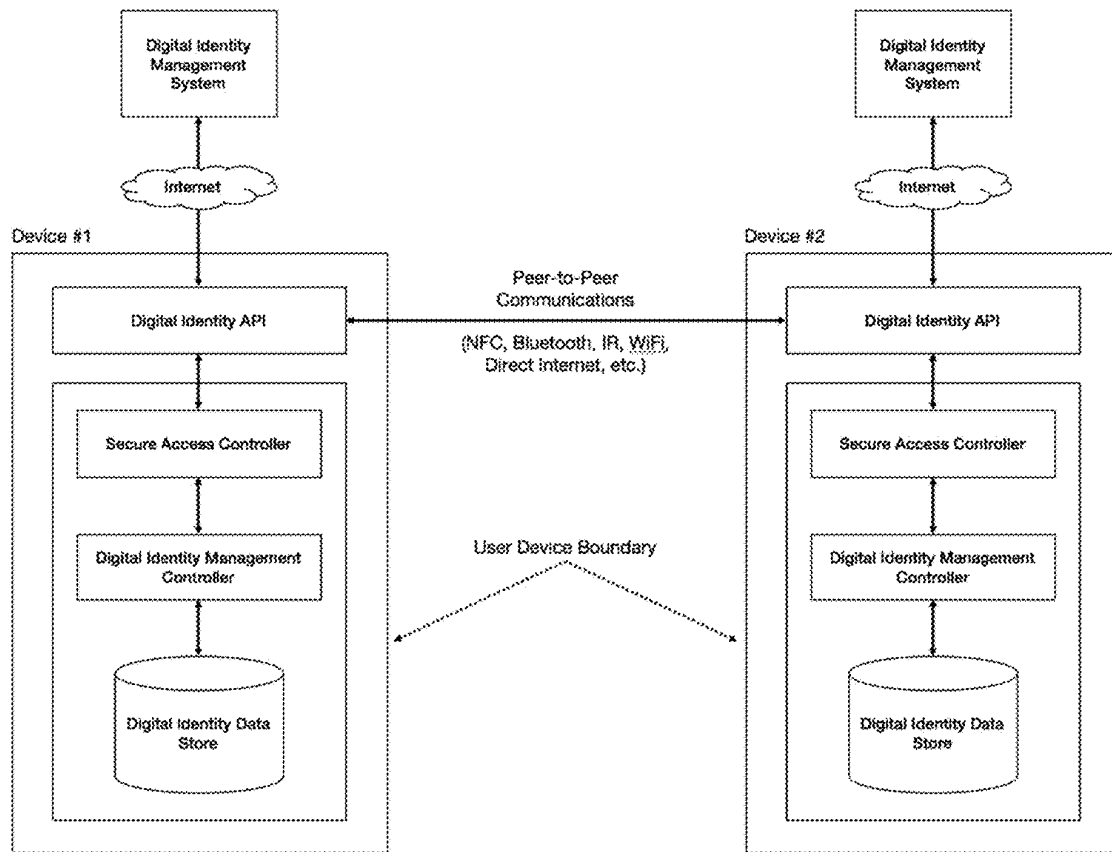 Digital Identity
Management
System
Digital Identity
Management
System
Internet
Internet
Device #1
Device #2
Peer-to-Peer
Communications
Digital Identity API
Digital Identity API
(NFC, Bluetooth, IR, WiFi,
Direct Internet, etc.)
Secure Access Controller
Secure Access Controller
User Device Boundary
Digital Identity Management
Controller
Digital Identity Management
Controller
Digital Identity Data
Store
Digital Identity Data
Store